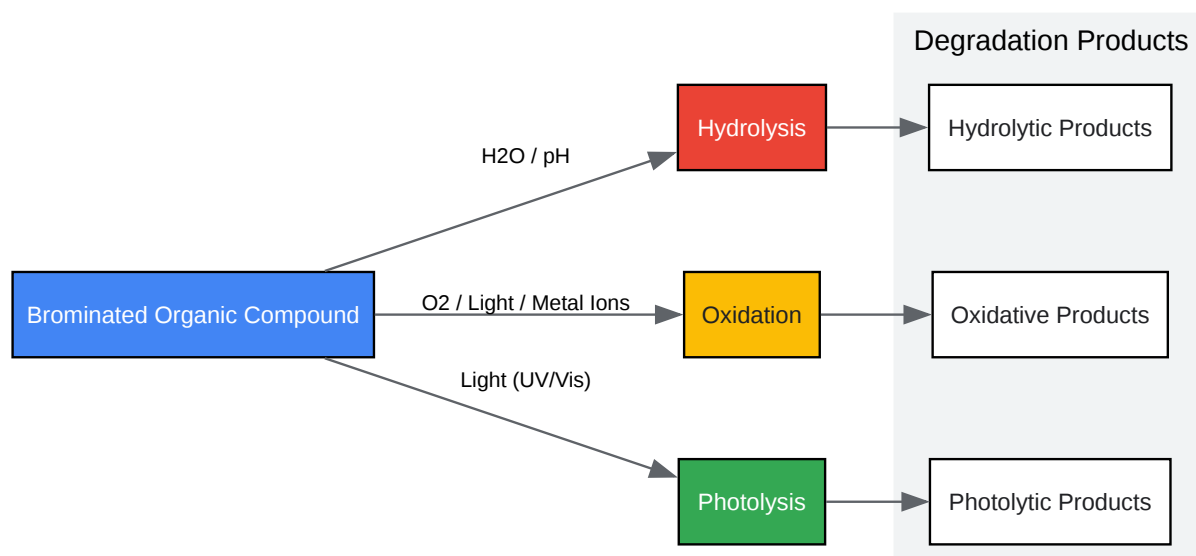 Degradation Products
Hydrolysis
Hydrolytic Products
H2O / pH
Brominated Organic Compound
O2 / Light / Metal Ions
Oxidation
Oxidative Products
Light (UV/Vis)
Photolysis
Photolytic Products